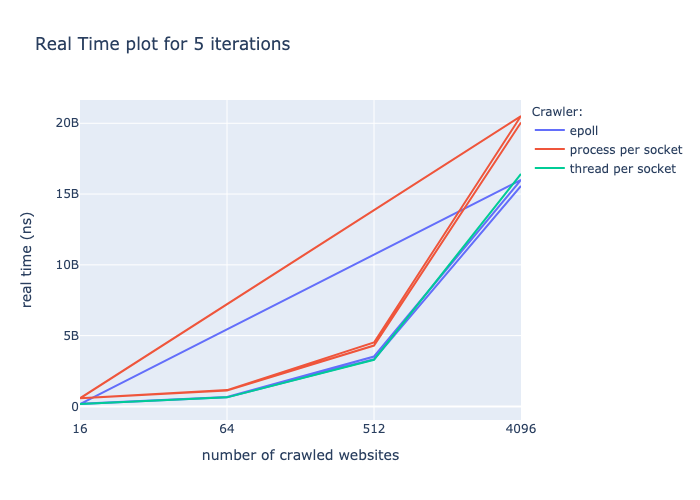 Real Time plot for 5 iterations
Crawler:
epoll
process per socket
thread per socket
20B
15B
10B
5B
0
real time (ns)
16
64
512
4096
number of crawled websites